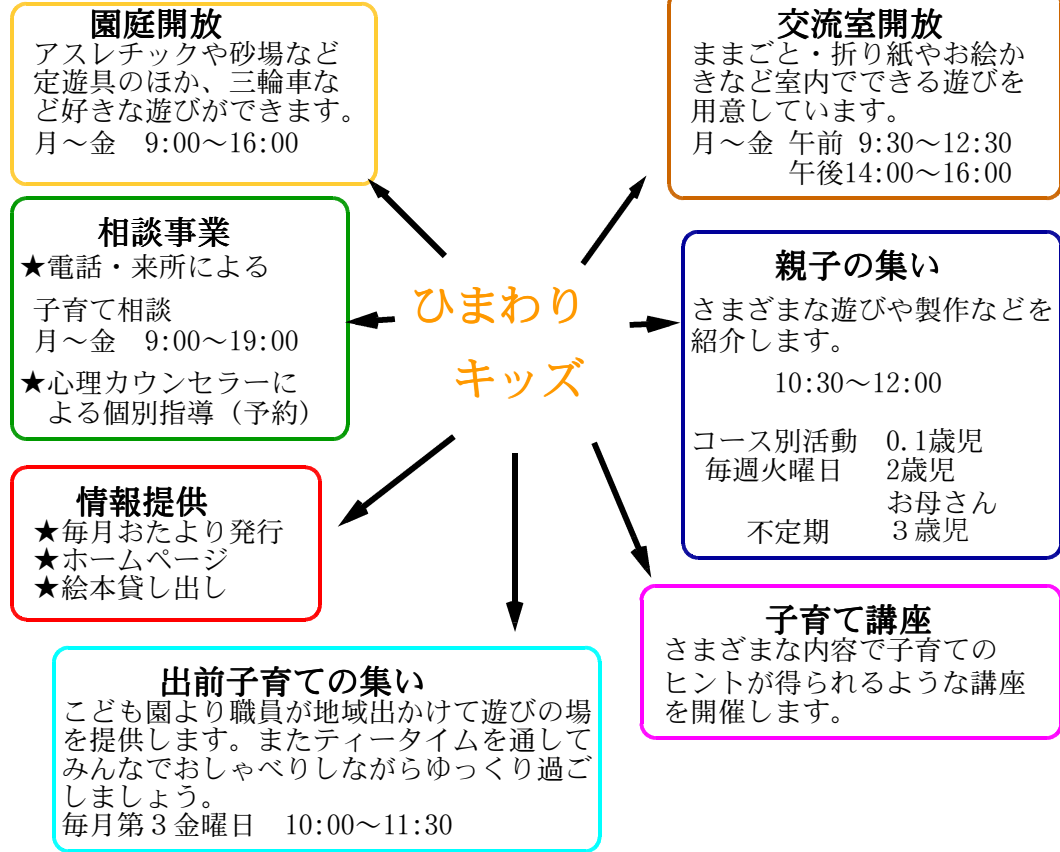 園庭開放
アスレチックや砂場など
定遊具のほか、三輪車な
ど好きな遊びができます。
月～金　9:00～16:00
交流室開放
ままごと・折り紙やお絵か
きなど室内でできる遊びを
用意しています。
月～金 午前 9:30～12:30
午後14:00～16:00
相談事業
★電話・来所による
子育て相談
月～金　9:00～19:00
★心理カウンセラーに
よる個別指導（予約）
ひまわり
キッズ
親子の集い
さまざまな遊びや製作などを
紹介します。
10:30～12:00
コース別活動　0.1歳児
毎週火曜日　2歳児
お母さん
不定期　３歳児
情報提供
★毎月おたより発行
★ホームページ
★絵本貸し出し
子育て講座
さまざまな内容で子育ての
ヒントが得られるような講座
を開催します。
出前子育ての集い
こども園より職員が地域出かけて遊びの場
を提供します。またティータイムを通して
みんなでおしゃべりしながらゆっくり過ご
しましょう。
毎月第３金曜日　10:00～11:30